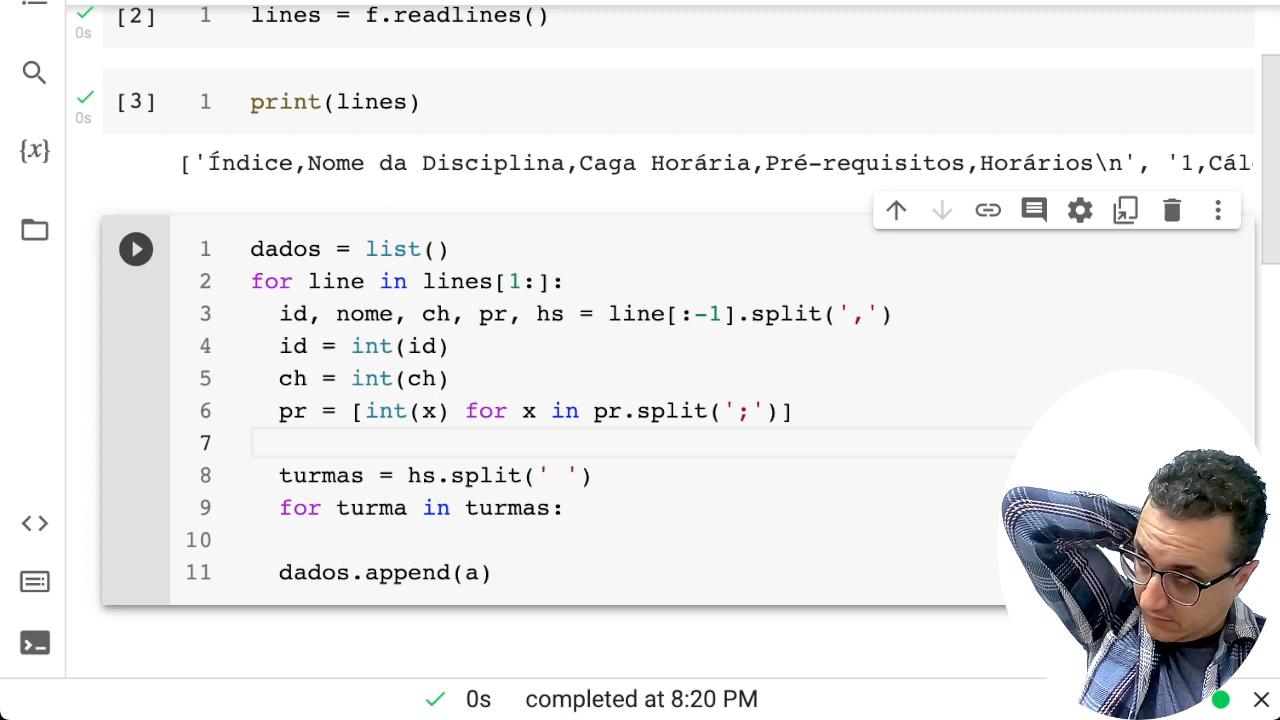 [2] 1 lines = f.readlines()
0s
[3] 1 print(lines)
0s
['Índice,Nome da Disciplina,Caga Horária,Pré-requisitos,Horários\n', '1,Cál
{x}
1 dados = list()
2 for line in lines[1:]:
3 id, nome, ch, pr, hs = line[:-1].split(',')
4 id = int(id)
5 ch = int(ch)
6 pr = [int(x) for x in pr.split(';')]
7
8 turmas = hs.split(' ')
9 for turma in turmas:
10
11 dados.append(a)
0s completed at 8:20 PM